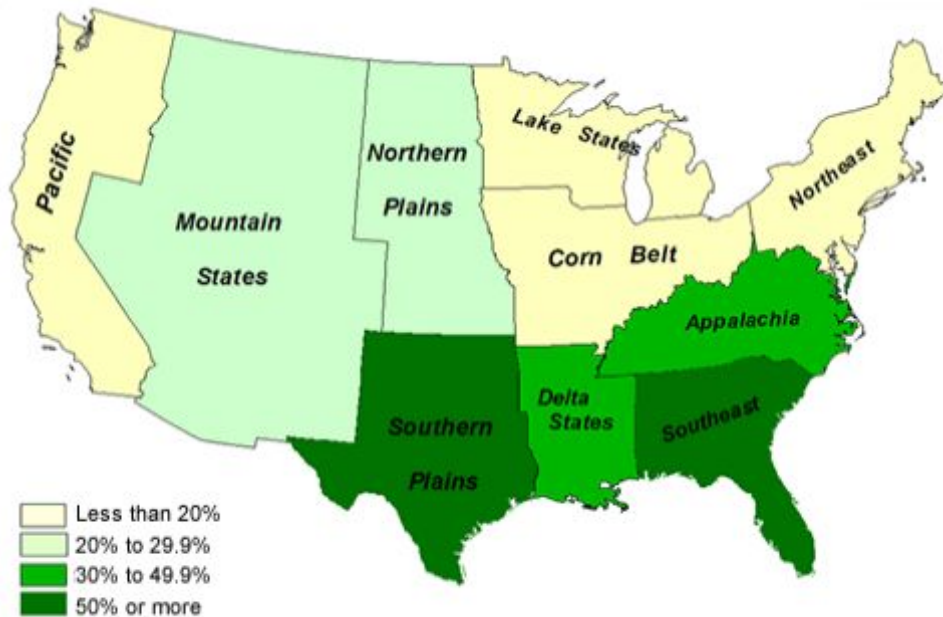 Pacific
Mountain
States
Northern
Plains
Lake States
Corn Belt
Northeast
Appalachia
Delta
States
Southeast
Southern
Plains
Less than 20%
20% to 29.9%
30% to 49.9%
50% or more